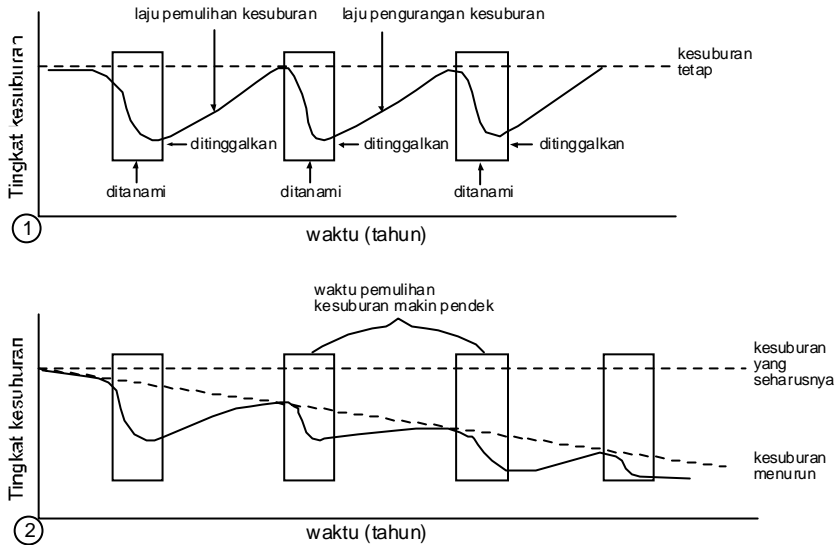 laju pemulihan kesuburan
laju pengurangan kesuburan
kesuburan
tetap
Tingkat kesuburan
ditinggalkan
ditinggalkan
ditinggalkan
ditanami
ditanami
ditanami
1
waktu (tahun)
waktu pemulihan
kesuburan makin pendek
kesuburan
yang
seharusnya
Tingkat kesuburan
kesuburan
menurun
2
waktu (tahun)